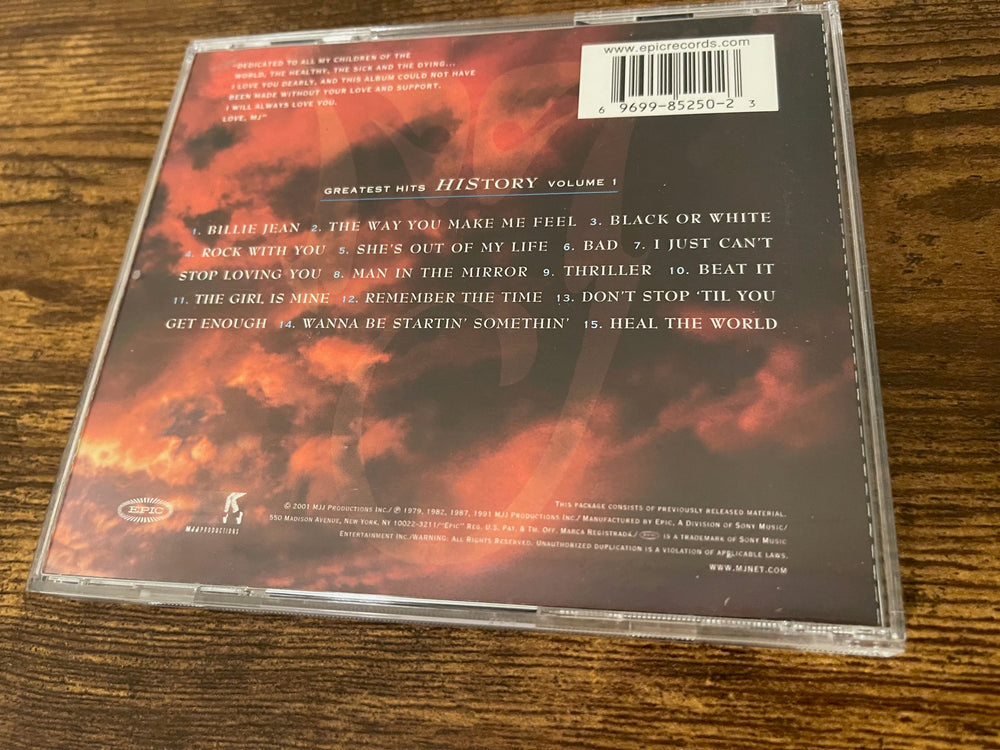 "DEDICATED TO ALL MY CHILDREN OF THE
WORLD, THE HEALTHY, THE SICK AND THE DYING...
I LOVE YOU DEARLY, AND THIS ALBUM COULD NOT HAVE
BEEN MADE WITHOUT YOUR LOVE AND SUPPORT.
I WILL ALWAYS LOVE YOU.
LOVE, MJ"
www.epicrecords.com
6 9699-85250-2 3
GREATEST HITS HISTORY VOLUME 1
1. BILLIE JEAN 2. THE WAY YOU MAKE ME FEEL 3. BLACK OR WHITE
4. ROCK WITH YOU 5. SHE'S OUT OF MY LIFE 6. BAD 7. I JUST CAN'T
STOP LOVING YOU 8. MAN IN THE MIRROR 9. THRILLER 10. BEAT IT
11. THE GIRL IS MINE 12. REMEMBER THE TIME 13. DON'T STOP 'TIL YOU
GET ENOUGH 14. WANNA BE STARTIN' SOMETHIN' 15. HEAL THE WORLD
EPIC
MJJPRODUCTIONS
THIS PACKAGE CONSISTS OF PREVIOUSLY RELEASED MATERIAL.
© 2001 MJJ PRODUCTIONS INC./ ℗ 1979, 1982, 1987, 1991 MJJ PRODUCTIONS INC./ MANUFACTURED BY EPIC, A DIVISION OF SONY MUSIC/
550 MADISON AVENUE, NEW YORK, NY 10022-3211/"EPIC" REG. U.S. PAT. & TM. OFF. MARCA REGISTRADA./ EPIC IS A TRADEMARK OF SONY MUSIC
ENTERTAINMENT INC./WARNING: ALL RIGHTS RESERVED. UNAUTHORIZED DUPLICATION IS A VIOLATION OF APPLICABLE LAWS.
WWW.MJNET.COM